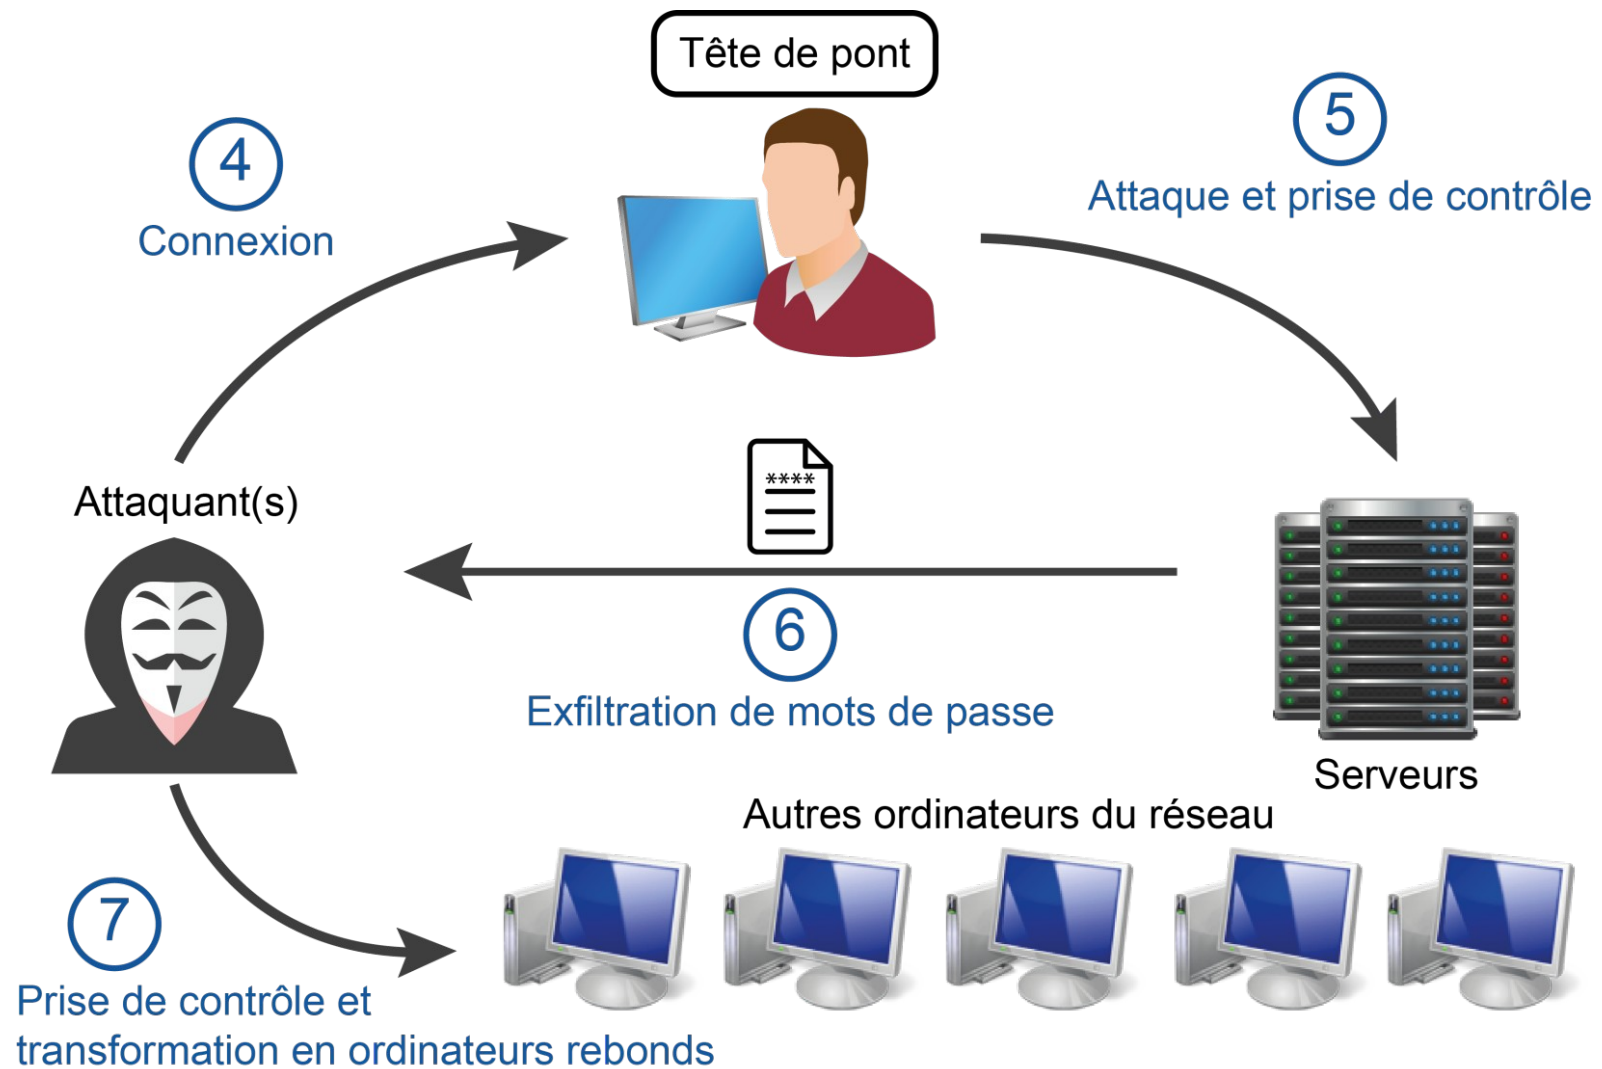 Tête de pont
4
Connexion
5
Attaque et prise de contrôle
Attaquant(s)
****
6
Exfiltration de mots de passe
Serveurs
Autres ordinateurs du réseau
7
Prise de contrôle et
transformation en ordinateurs rebonds